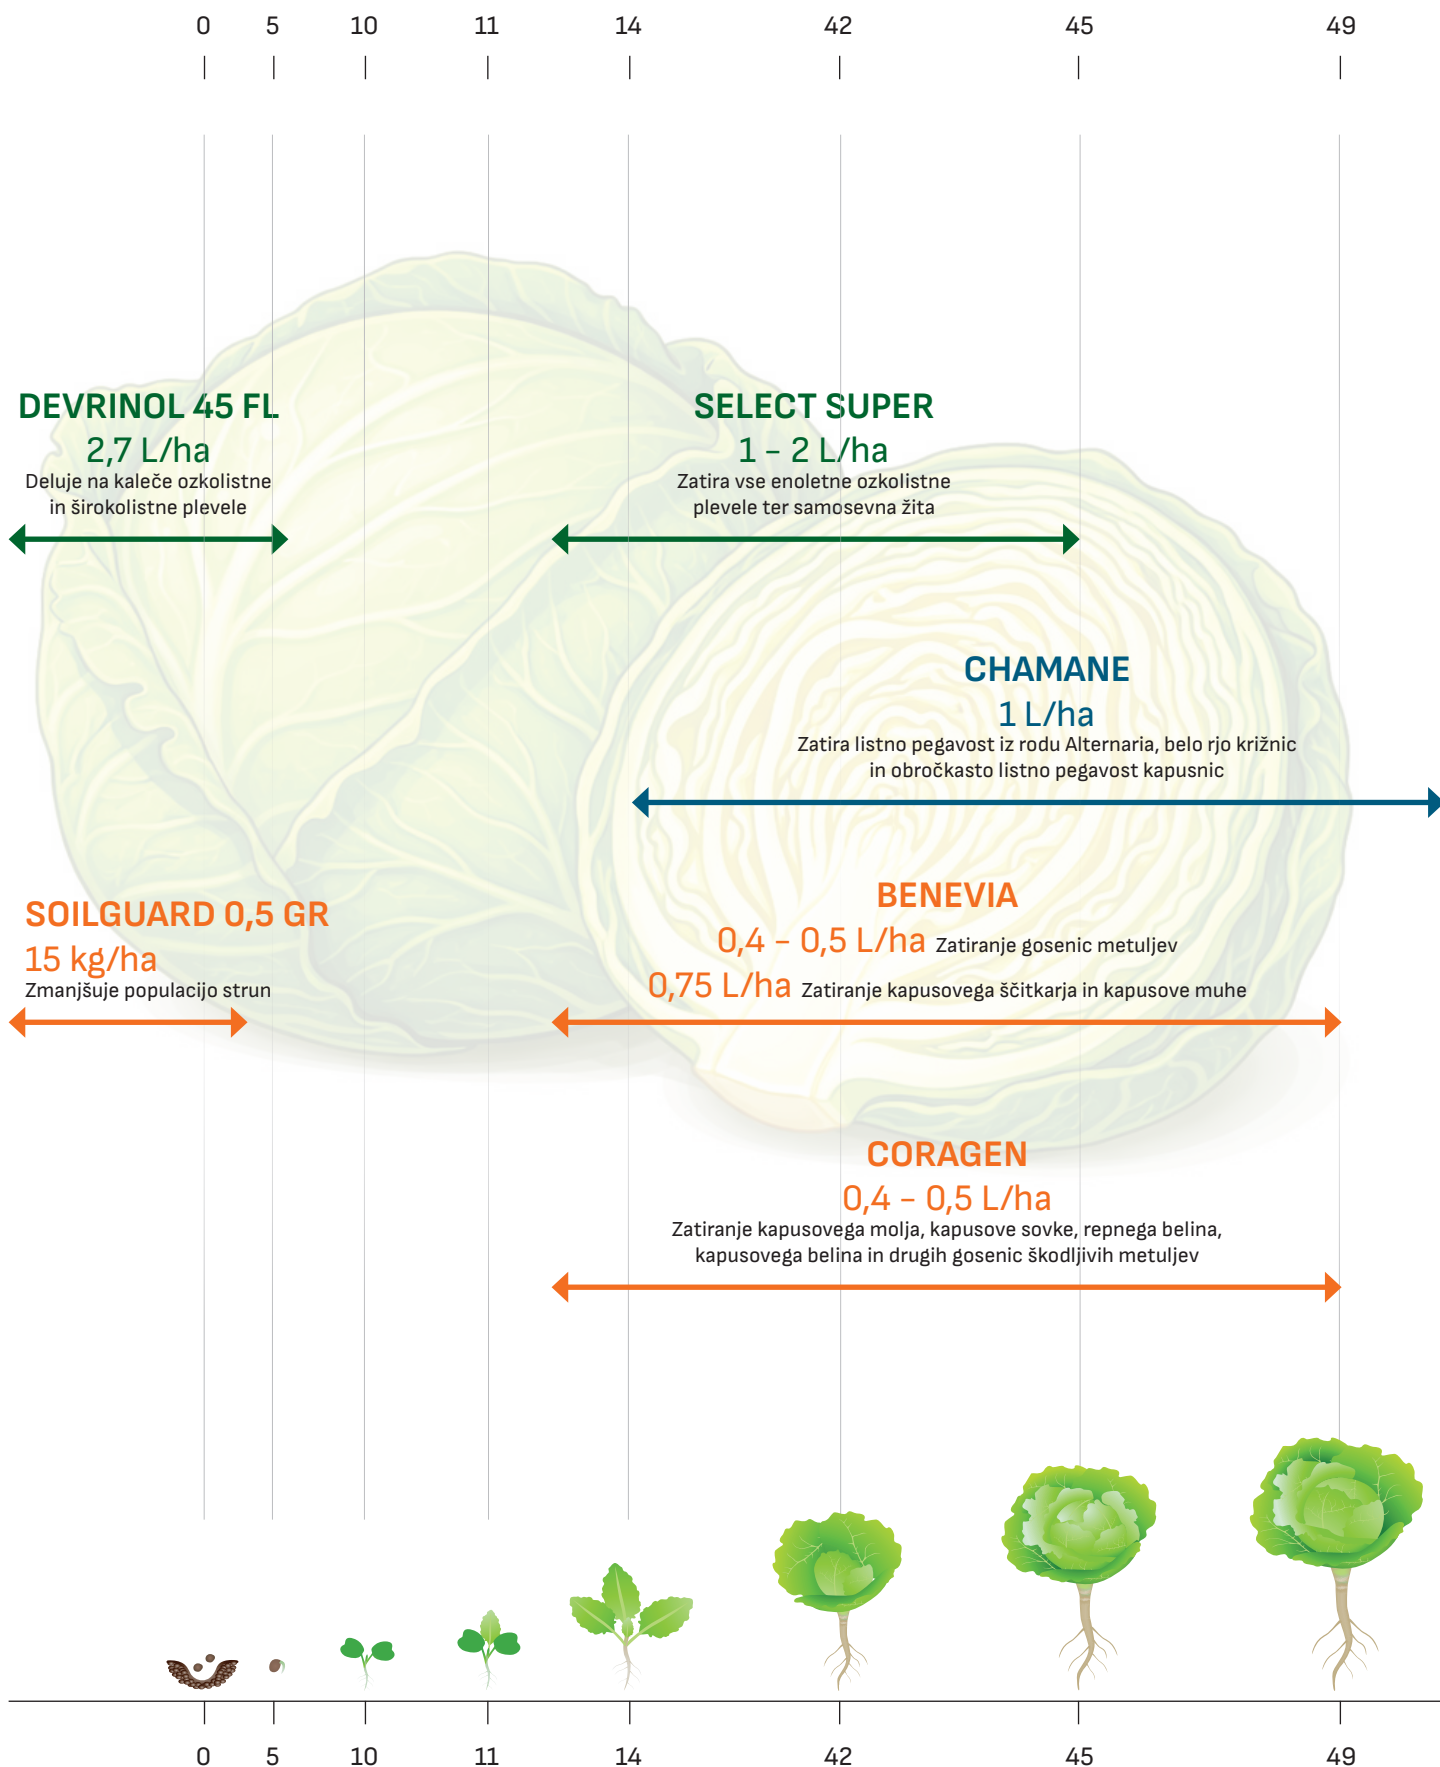 0 5 10 11 14 42 45 49
DEVRINOL 45 FL
2,7 L/ha
Deluje na kaleče ozkolistne
in širokolistne plevele
SELECT SUPER
1 – 2 L/ha
Zatira vse enoletne ozkolistne
plevele ter samosevna žita
CHAMANE
1 L/ha
Zatira listno pegavost iz rodu Alternaria, belo rjo križnic
in obročkasto listno pegavost kapusnic
SOILGUARD 0,5 GR
15 kg/ha
Zmanjšuje populacijo strun
BENEVIA
0,4 – 0,5 L/ha Zatiranje gosenic metuljev
0,75 L/ha Zatiranje kapusovega ščitkarja in kapusove muhe
CORAGEN
0,4 – 0,5 L/ha
Zatiranje kapusovega molja, kapusove sovke, repnega belina,
kapusovega belina in drugih gosenic škodljivih metuljev
0 5 10 11 14 42 45 49